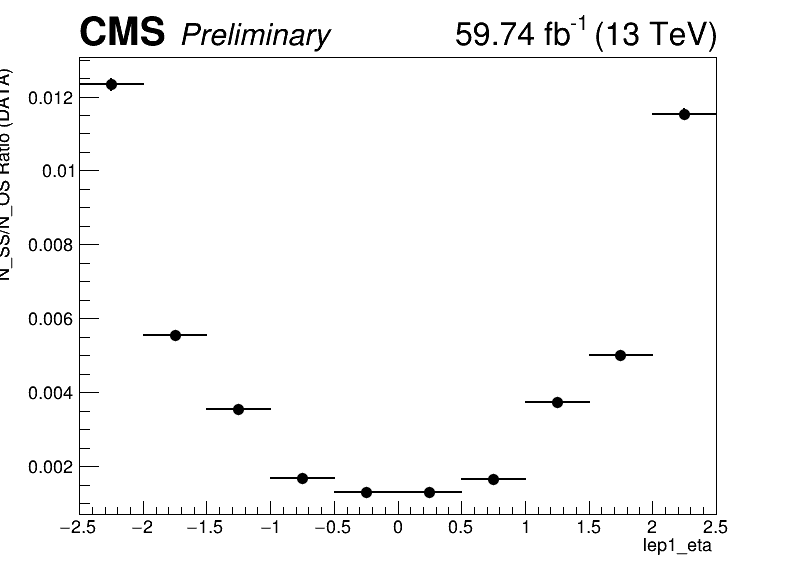 CMS Preliminary 59.74 fb-1 (13 TeV)
N_SS/N_OS Ratio (DATA)
0.012
0.01
0.008
0.006
0.004
0.002
−2.5 −2 −1.5 −1 −0.5 0 0.5 1 1.5 2 2.5
lep1_eta